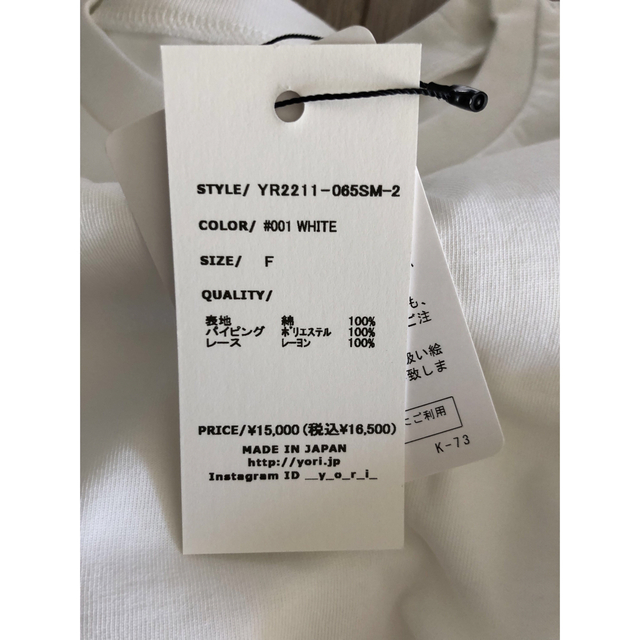 STYLE/ YR2211-065SM-2
COLOR/ #001 WHITE
SIZE/ F
QUALITY/
表地 綿 100%
パイピング ポリエステル 100%
レース レーヨン 100%
PRICE/¥15,000(税込¥16,500)
MADE IN JAPAN
http://yori.jp
Instagram ID __y_o_r_i_
も、
ご注
扱い絵
致しま
にご利用
K-73